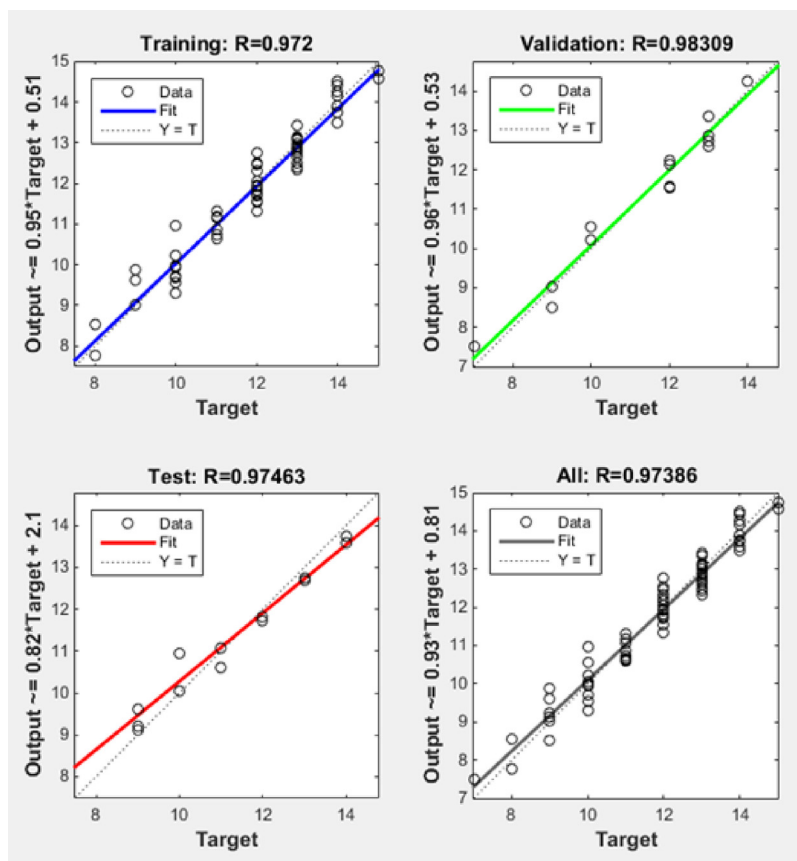 Training: R=0.972
Output ~= 0.95*Target + 0.51
15
14
13
12
11
10
9
8
Data
Fit
Y = T
8 10 12 14
Target
Validation: R=0.98309
Output ~= 0.96*Target + 0.53
15
14
13
12
11
10
9
8
7
Data
Fit
Y = T
8 10 12 14
Target
Test: R=0.97463
Output ~= 0.82*Target + 2.1
14
13
12
11
10
9
8
Data
Fit
Y = T
8 10 12 14
Target
All: R=0.97386
Output ~= 0.93*Target + 0.81
15
14
13
12
11
10
9
8
7
Data
Fit
Y = T
8 10 12 14
Target